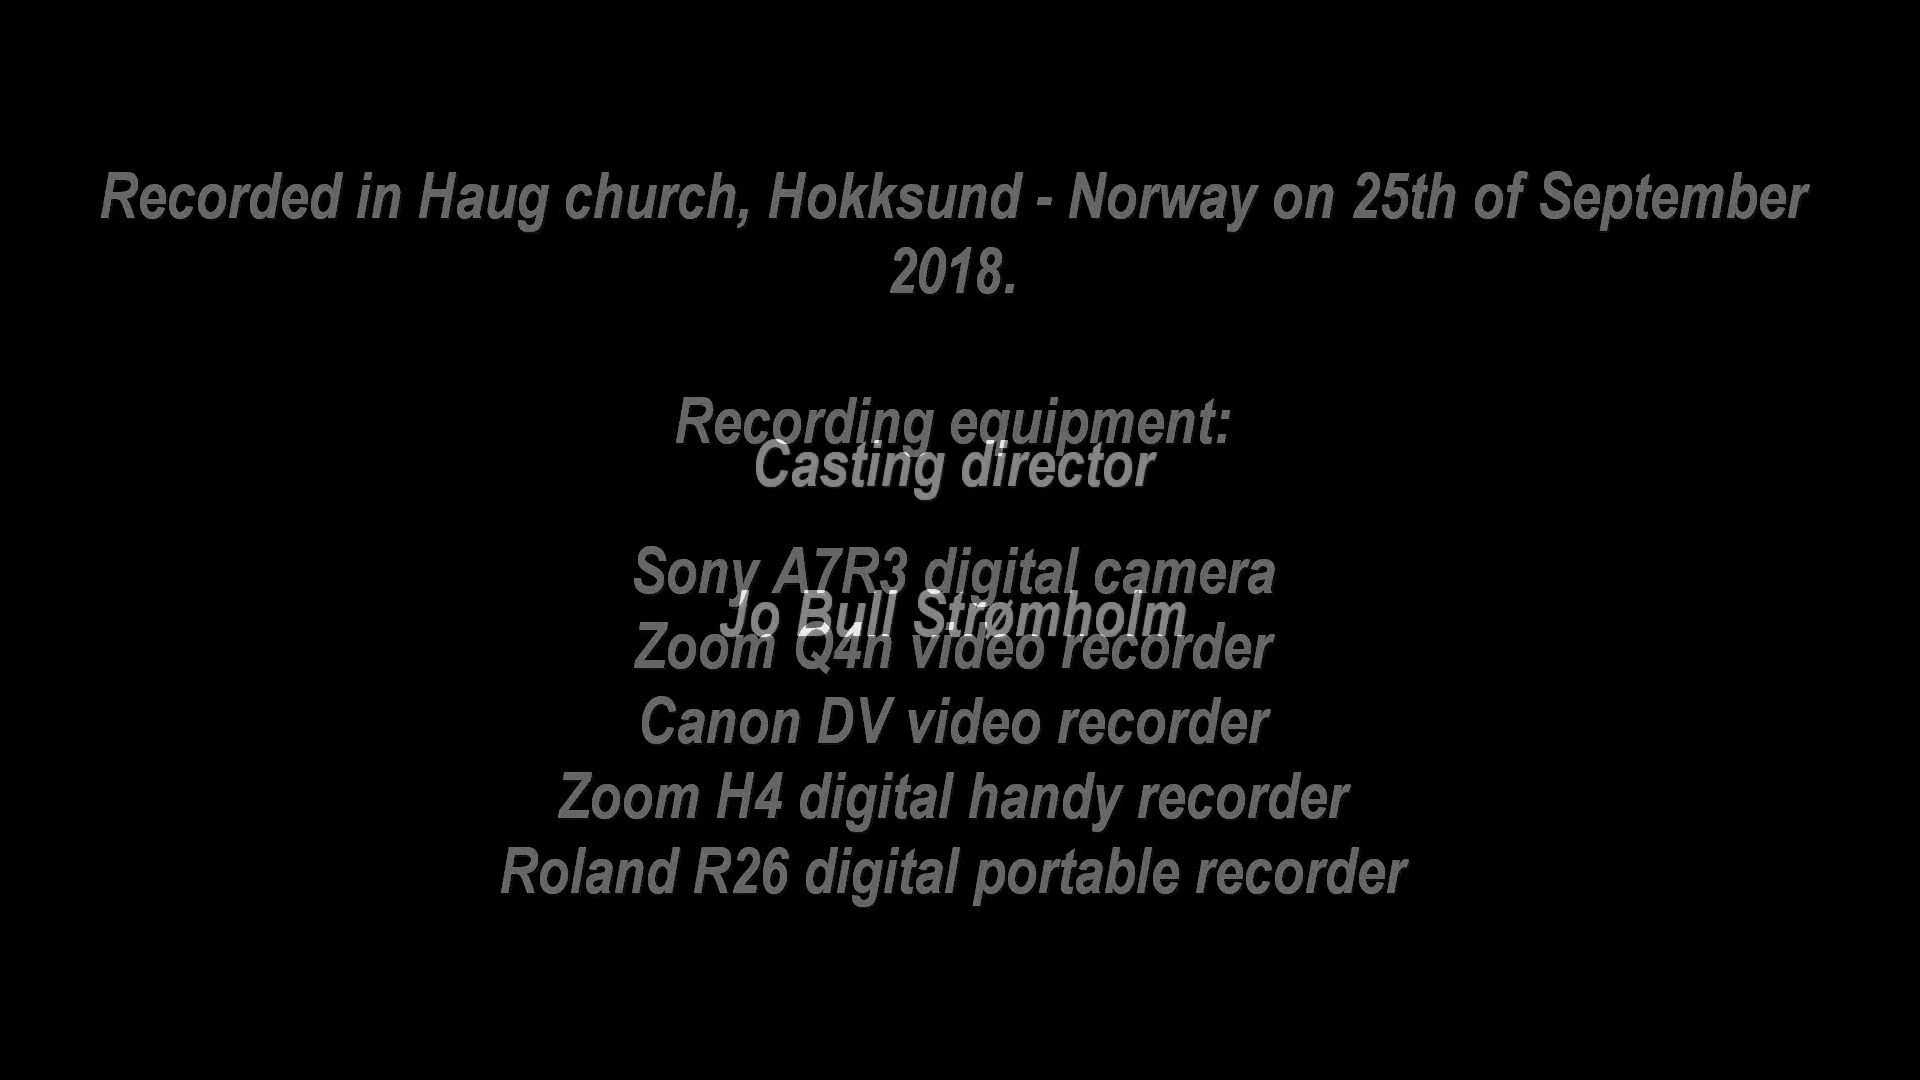 Recorded in Haug church, Hokksund - Norway on 25th of September
2018.
Recording equipment:
Casting director
Sony A7R3 digital camera
Jo Bull Strømholm
Zoom Q4n video recorder
Canon DV video recorder
Zoom H4 digital handy recorder
Roland R26 digital portable recorder